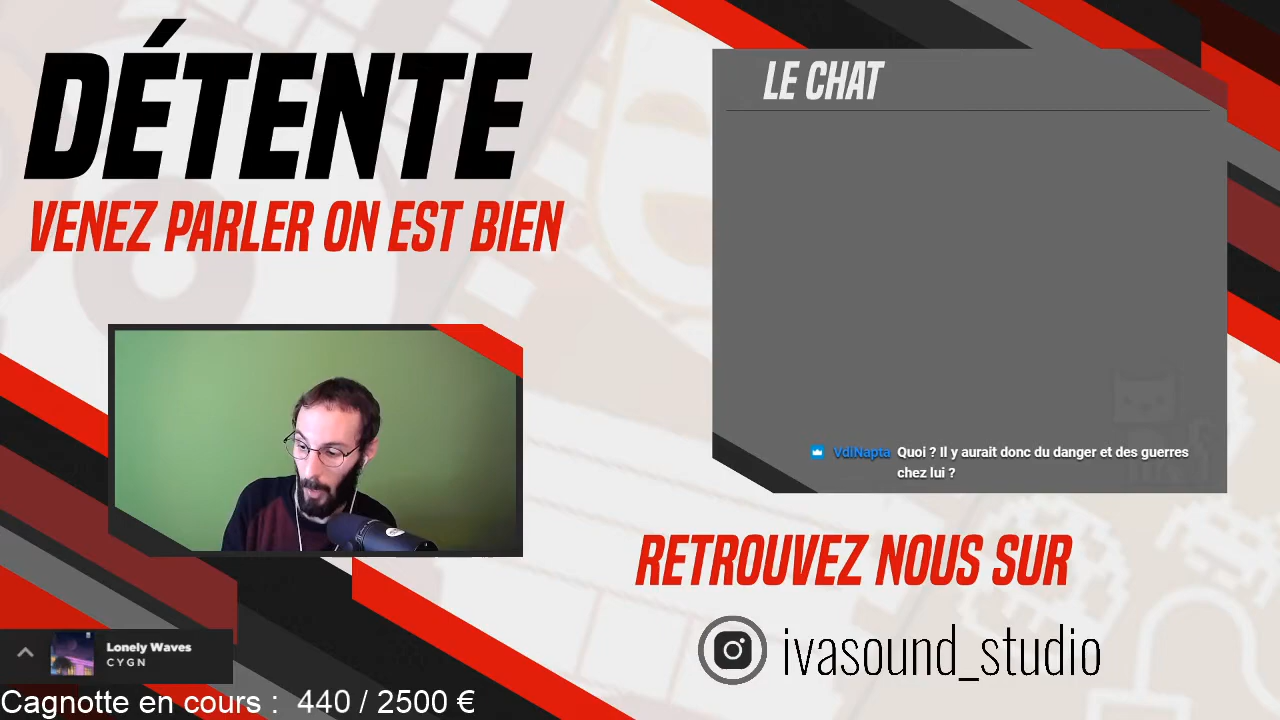 DÉTENTE
VENEZ PARLER ON EST BIEN
LE CHAT
VdlNapta Quoi ? Il y aurait donc du danger et des guerres
chez lui ?
RETROUVEZ NOUS SUR
ivasound_studio
Lonely Waves
CYGN
Cagnotte en cours : 440 / 2500 €